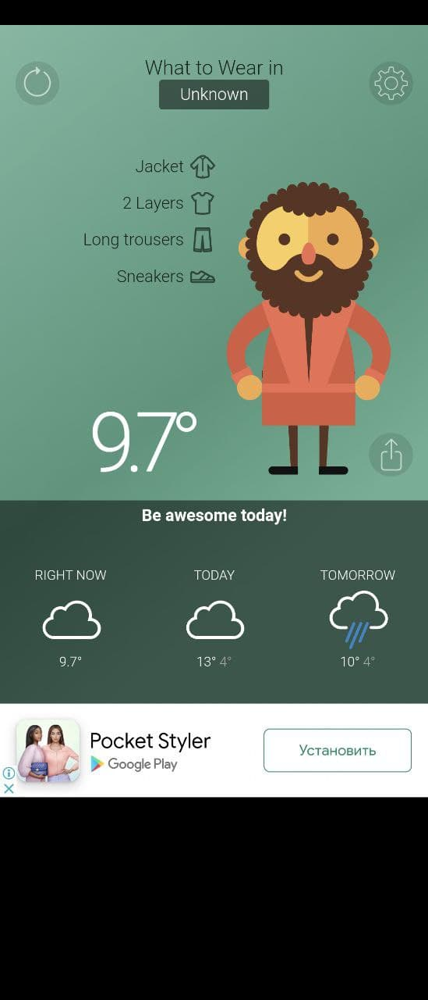 What to Wear in
Unknown
Jacket
2 Layers
Long trousers
Sneakers
9.7°
Be awesome today!
RIGHT NOW
TODAY
TOMORROW
9.7°
13° 4°
10° 4°
Pocket Styler
Google Play
Установить